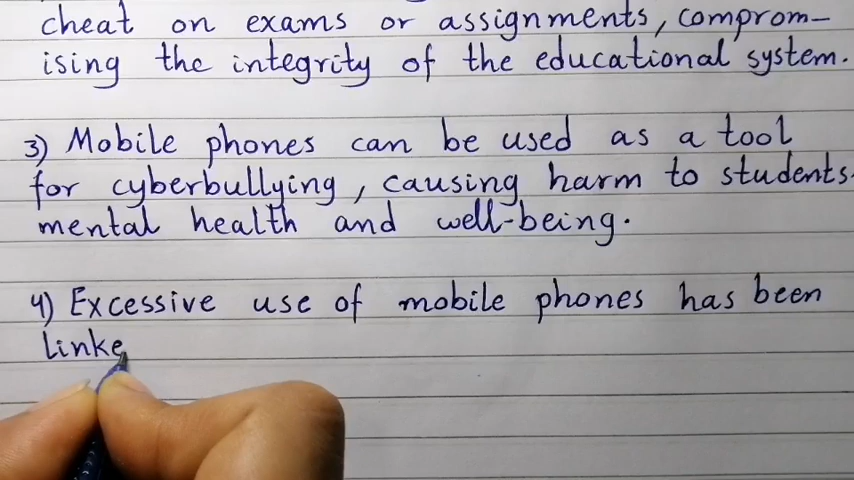 cheat on exams or assignments, comprom-
ising the integrity of the educational system.
3) Mobile phones can be used as a tool
for cyberbullying, causing harm to students.
mental health and well-being.
4) Excessive use of mobile phones has been
linke